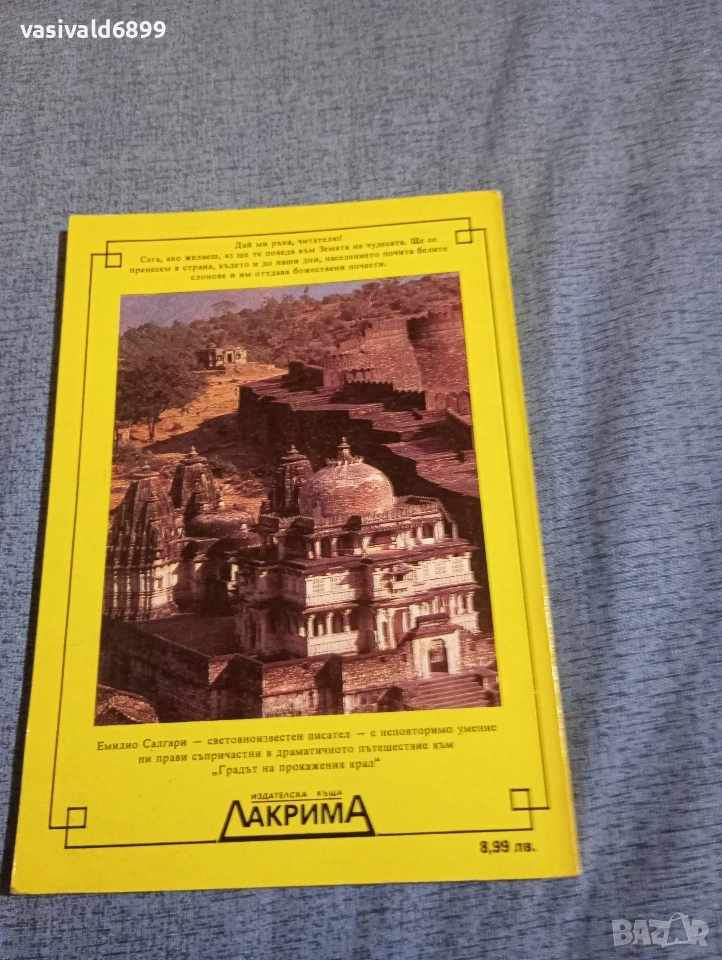 vasivald6899
Дай ми ръка, читателю!
Сега, ако желаеш, аз ще те поведа към Земята на чудесата. Ще се
пренесем в страна, където и до наши дни, населението почита белите
слонове и им оттдава божествени почести.
Емилио Салгари — световноизвестен писател — с неповторимо умение
ни прави съпричастни в драматичното пътешествие към
„Градът на прокажения крал“
ИЗДАТЕЛСКА КЪЩА
ЛАКРИМА
8,99 лв.
BAZAR